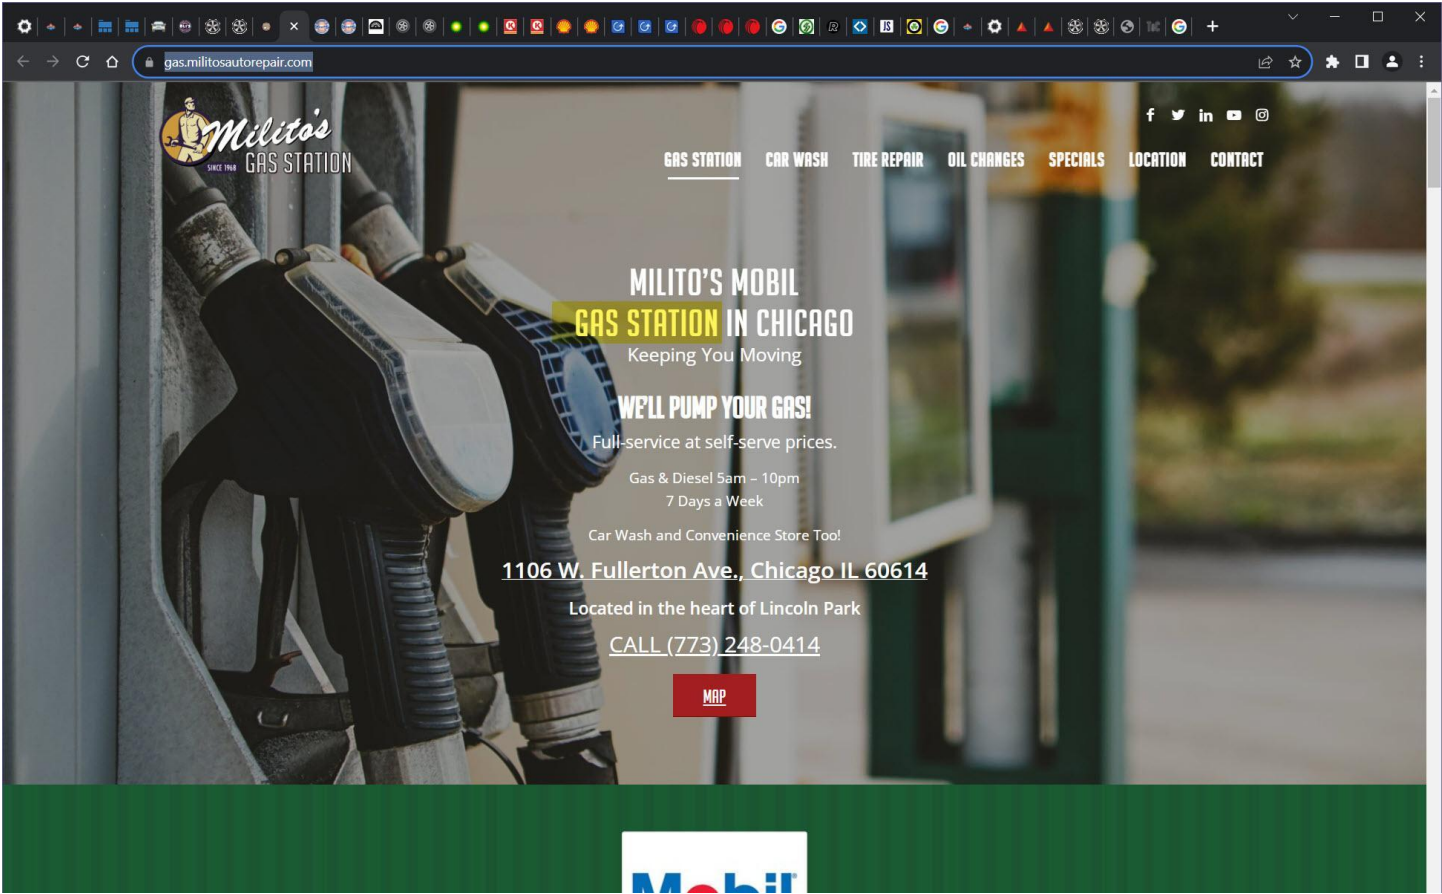 gas.militosautorepair.com
Milito's
SINCE 1968 GAS STATION
GAS STATION CAR WASH TIRE REPAIR OIL CHANGES SPECIALS LOCATION CONTACT
MILITO'S MOBIL
GAS STATION IN CHICAGO
Keeping You Moving
WE'LL PUMP YOUR GAS!
Full-service at self-serve prices.
Gas & Diesel 5am – 10pm
7 Days a Week
Car Wash and Convenience Store Too!
1106 W. Fullerton Ave., Chicago IL 60614
Located in the heart of Lincoln Park
CALL (773) 248-0414
MAP
Mobil